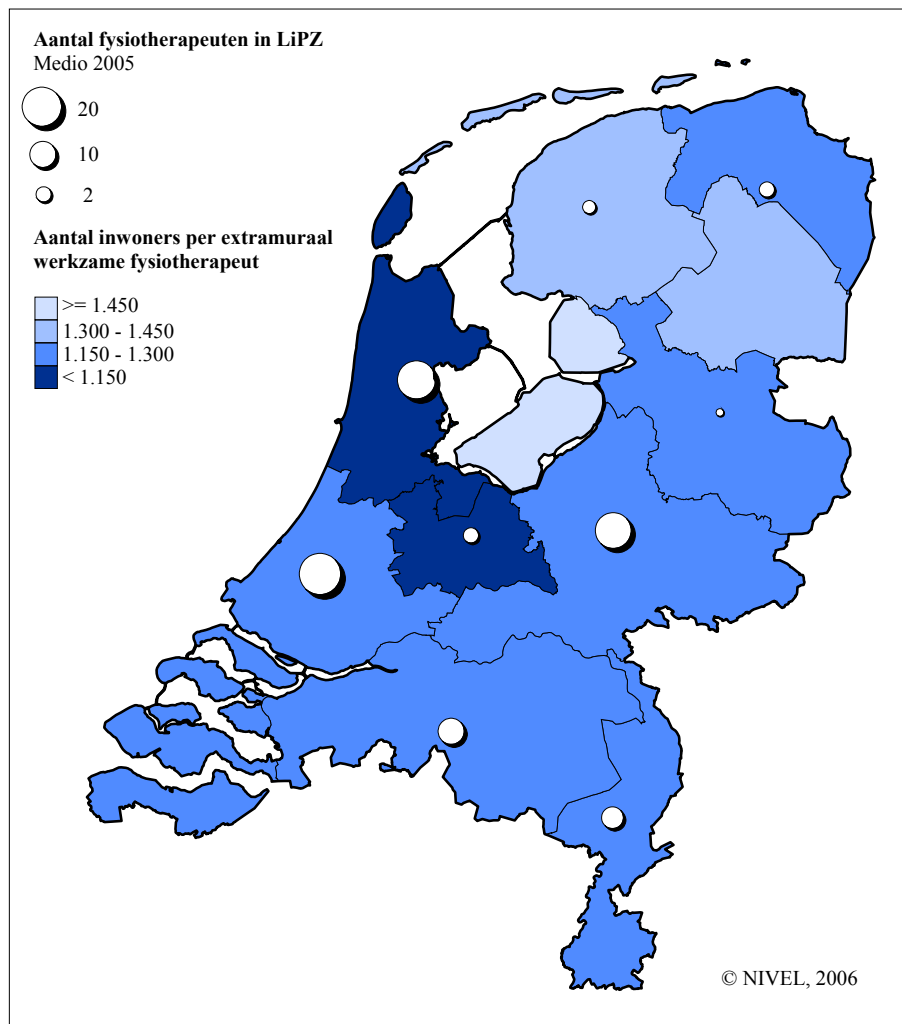 Aantal fysiotherapeuten in LiPZ
Medio 2005
20
10
2
Aantal inwoners per extramuraal
werkzame fysiotherapeut
>= 1.450
1.300 - 1.450
1.150 - 1.300
< 1.150
© NIVEL, 2006